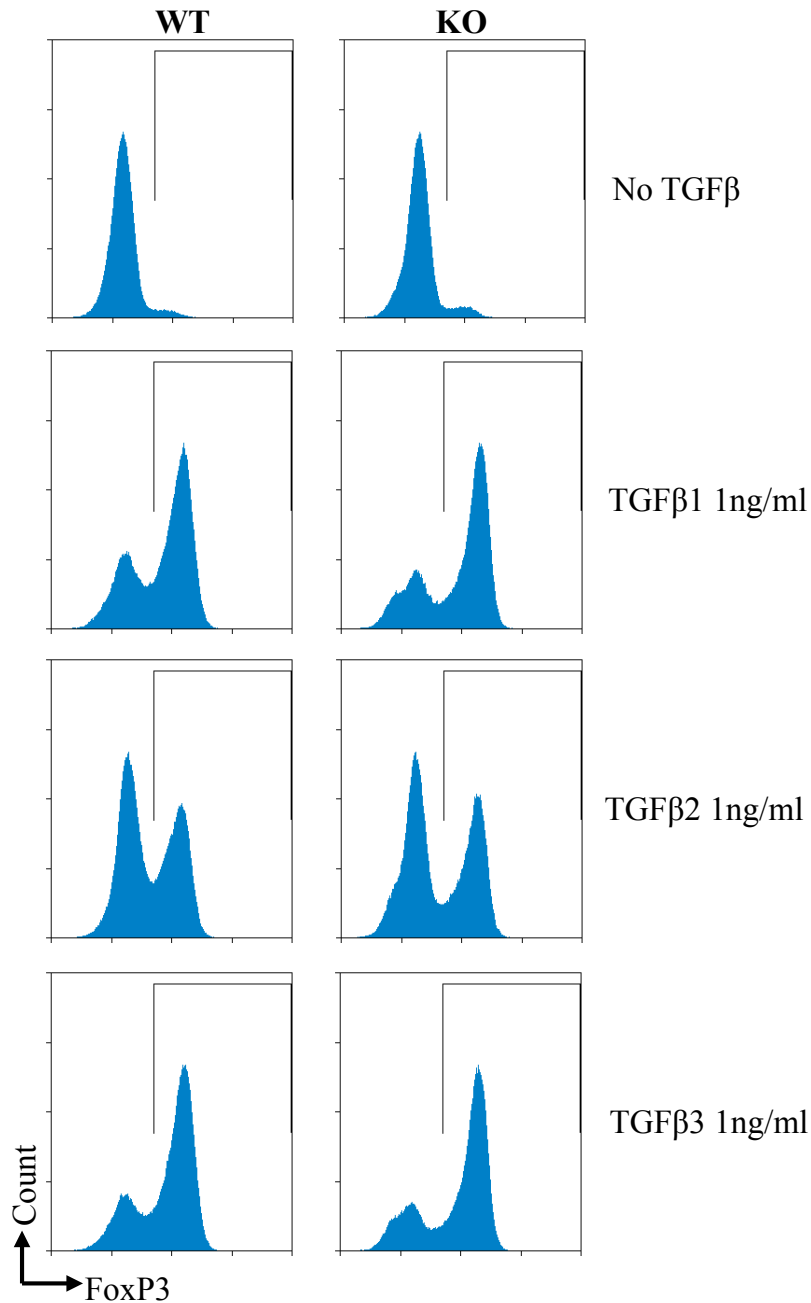 WT KO
No TGFβ
TGFβ1 1ng/ml
TGFβ2 1ng/ml
TGFβ3 1ng/ml
Count
FoxP3